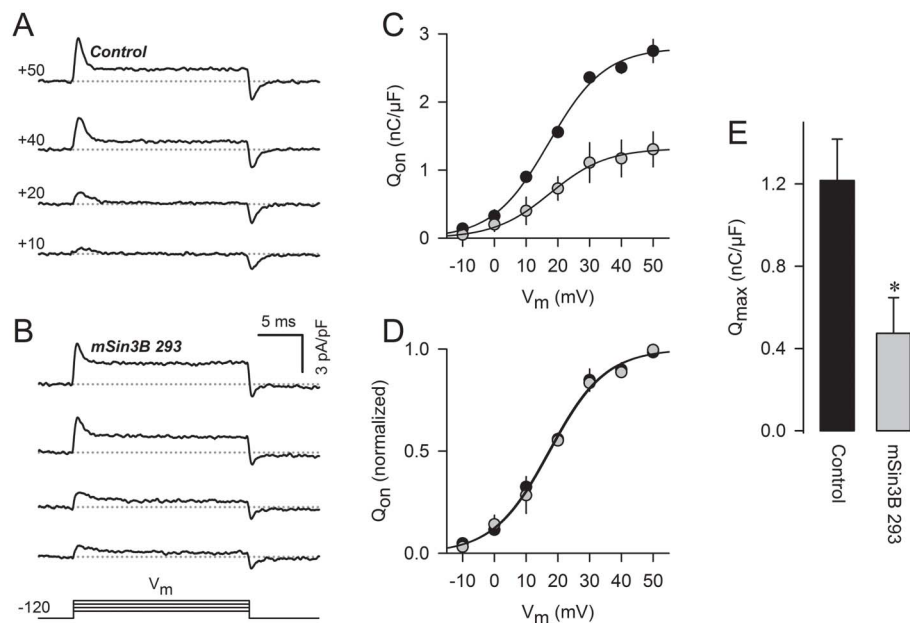 A
Control
+50
+40
+20
+10
B
5 ms
3 pA/pF
mSin3B 293
Vm
-120
C
3
2
1
0
Qon (nC/µF)
-10 0 10 20 30 40 50
Vm (mV)
D
1.0
0.5
0.0
Qon (normalized)
-10 0 10 20 30 40 50
Vm (mV)
E
1.2
0.8
0.4
0.0
Qmax (nC/µF)
*
Control
mSin3B 293